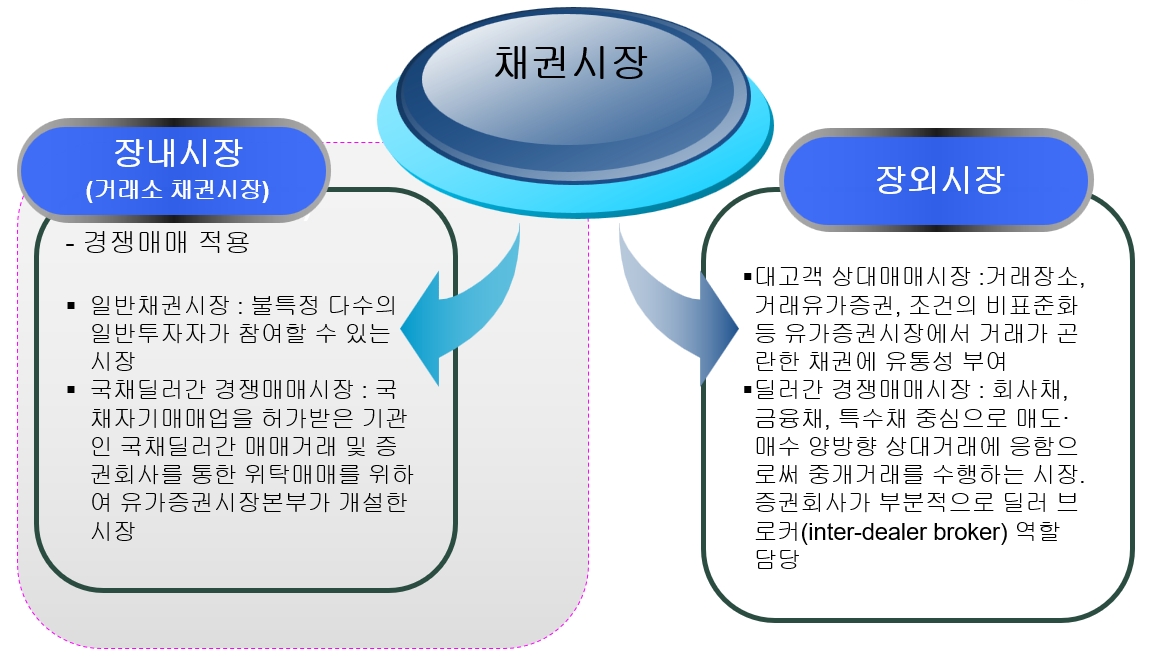 채권시장
장내시장
(거래소 채권시장)
- 경쟁매매 적용
▪ 일반채권시장 : 불특정 다수의
일반투자자가 참여할 수 있는
시장
▪ 국채딜러간 경쟁매매시장 : 국
채자기매매업을 허가받은 기관
인 국채딜러간 매매거래 및 증
권회사를 통한 위탁매매를 위하
여 유가증권시장본부가 개설한
시장
장외시장
▪대고객 상대매매시장 :거래장소,
거래유가증권, 조건의 비표준화
등 유가증권시장에서 거래가 곤
란한 채권에 유통성 부여
▪딜러간 경쟁매매시장 : 회사채,
금융채, 특수채 중심으로 매도·
매수 양방향 상대거래에 응함으
로써 중개거래를 수행하는 시장.
증권회사가 부분적으로 딜러 브
로커(inter-dealer broker) 역할
담당